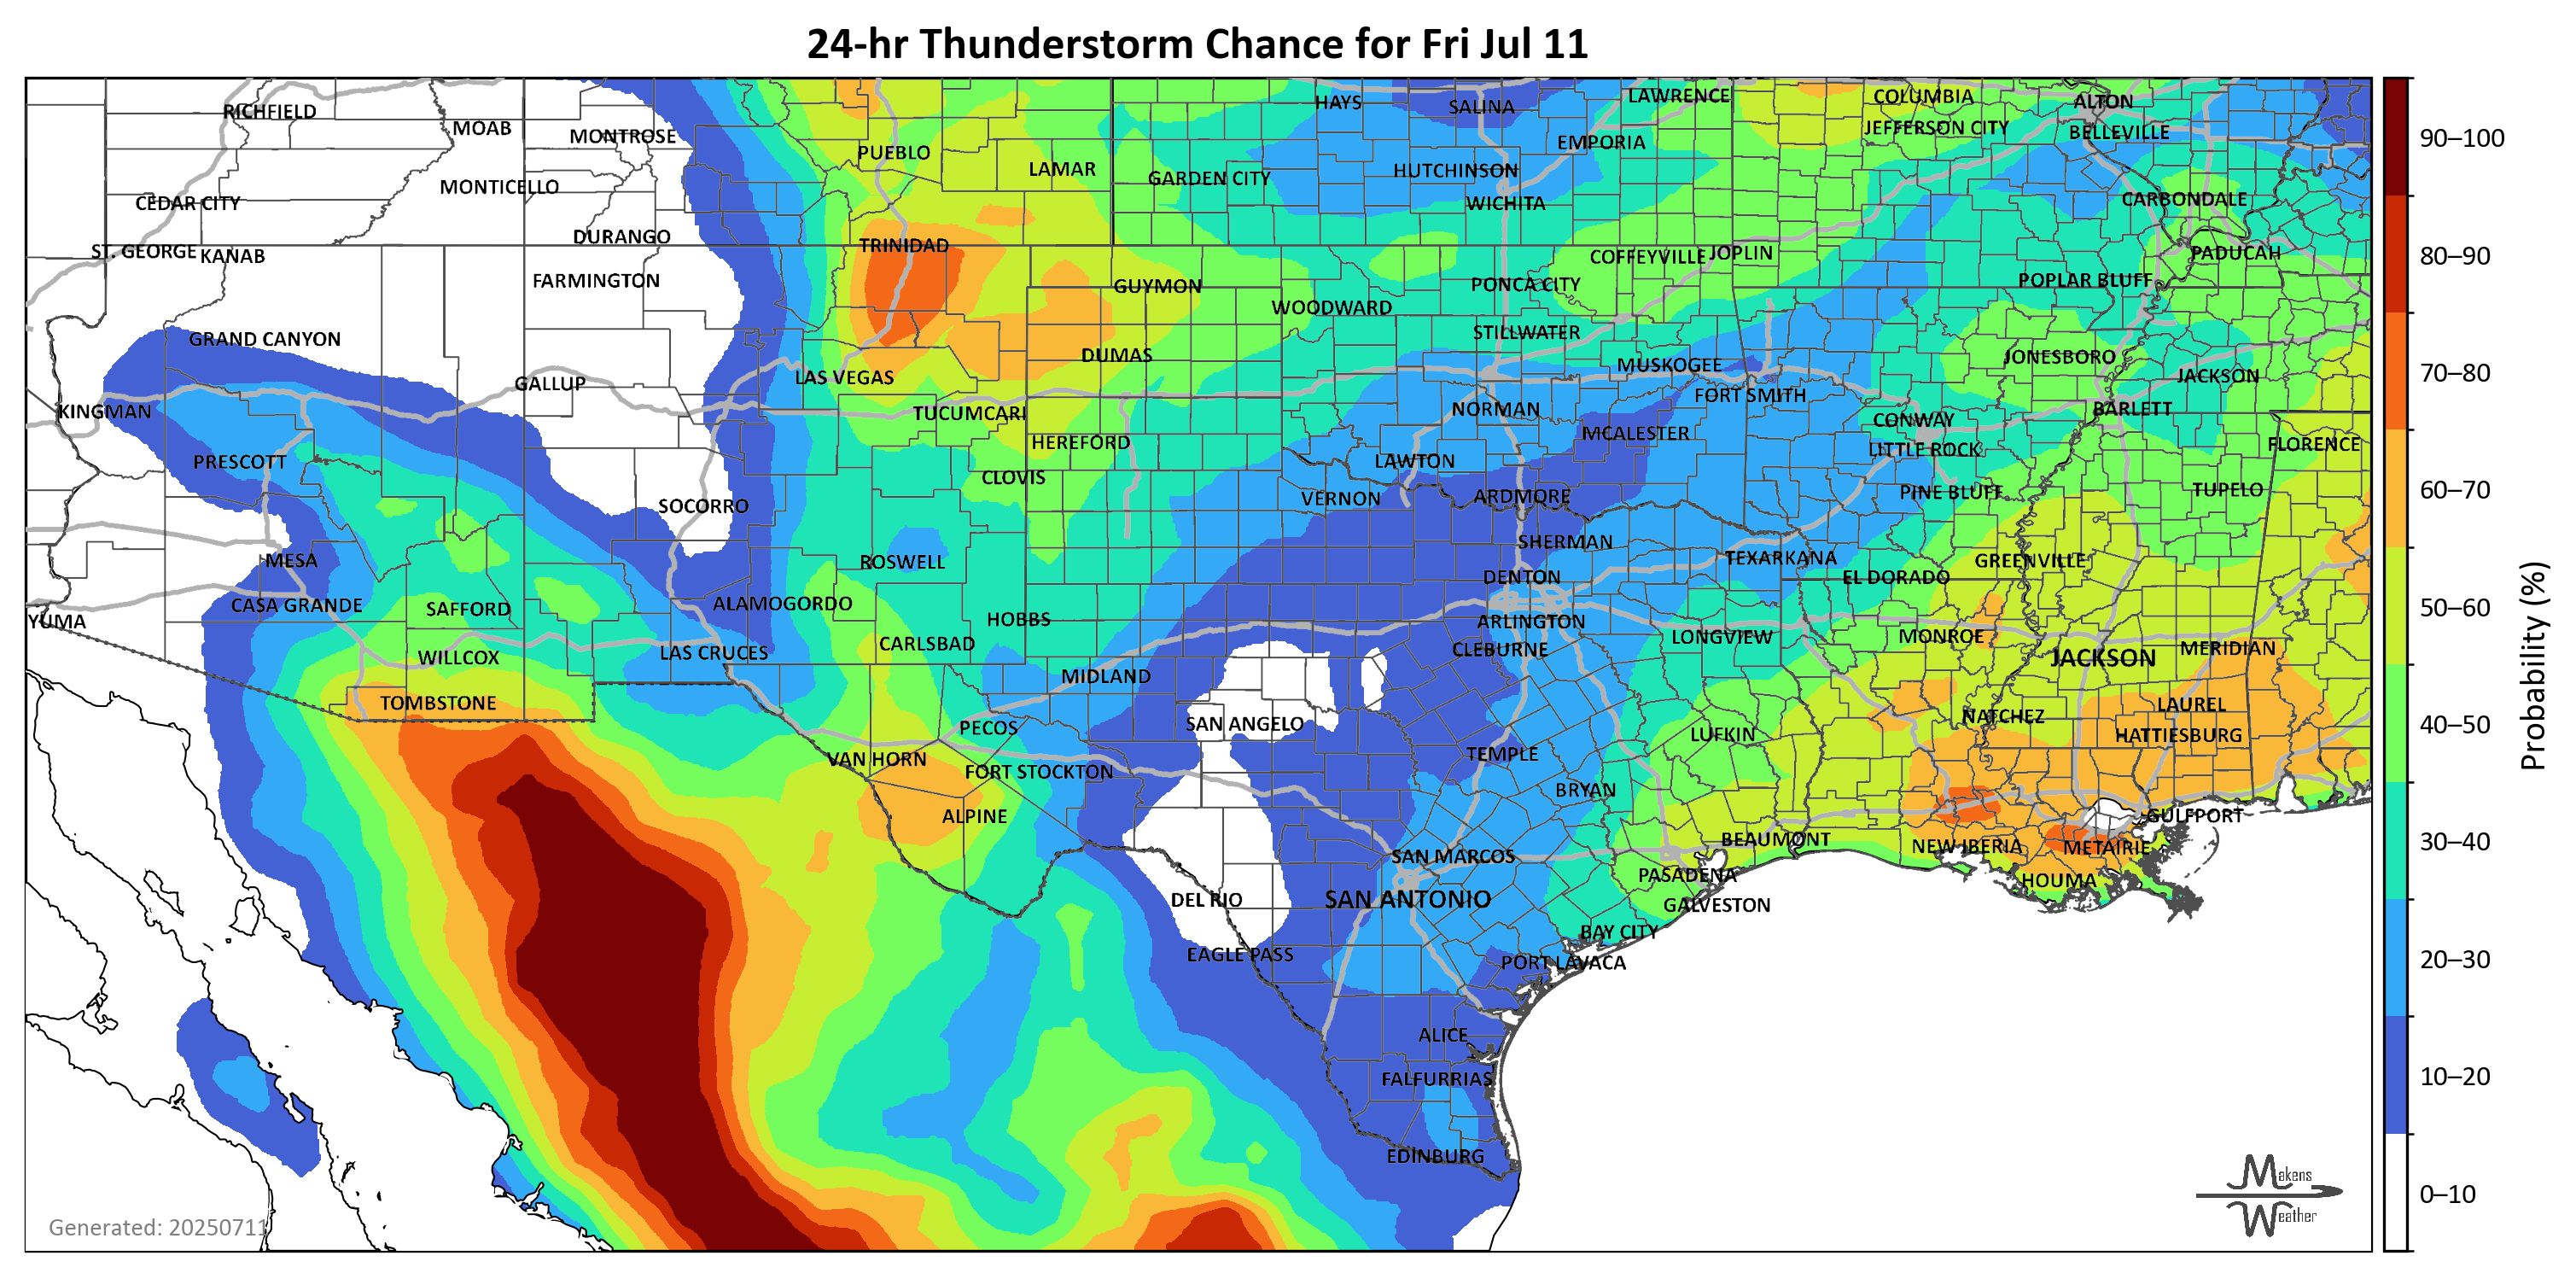 24-hr Thunderstorm Chance for Fri Jul 11
RICHFIELD
MOAB
MONTROSE
PUEBLO
LAMAR
HAYS
SALINA
LAWRENCE
COLUMBIA
ALTON
EMPORIA
JEFFERSON CITY
BELLEVILLE
MONTICELLO
GARDEN CITY
HUTCHINSON
CEDAR CITY
WICHITA
CARBONDALE
ST. GEORGE
KANAB
DURANGO
TRINIDAD
COFFEYVILLE
JOPLIN
PADUCAH
FARMINGTON
GUYMON
PONCA CITY
POPLAR BLUFF
WOODWARD
GRAND CANYON
STILLWATER
DUMAS
MUSKOGEE
JONESBORO
GALLUP
LAS VEGAS
JACKSON
KINGMAN
TUCUMCARI
NORMAN
FORT SMITH
CONWAY
BARLETT
PRESCOTT
HEREFORD
LAWTON
MCALESTER
LITTLE ROCK
FLORENCE
SOCORRO
CLOVIS
VERNON
ARDMORE
PINE BLUFF
TUPELO
MESA
ROSWELL
SHERMAN
TEXARKANA
GREENVILLE
CASA GRANDE
SAFFORD
ALAMOGORDO
DENTON
EL DORADO
YUMA
HOBBS
ARLINGTON
WILLCOX
LAS CRUCES
CARLSBAD
CLEBURNE
LONGVIEW
MONROE
JACKSON
MERIDIAN
TOMBSTONE
MIDLAND
PECOS
SAN ANGELO
NATCHEZ
LAUREL
VAN HORN
FORT STOCKTON
TEMPLE
LUFKIN
HATTIESBURG
ALPINE
BRYAN
GULFPORT
SAN MARCOS
BEAUMONT
NEW IBERIA
METAIRIE
DEL RIO
SAN ANTONIO
PASADENA
HOUMA
GALVESTON
EAGLE PASS
BAY CITY
PORT LAVACA
ALICE
FALFURRIAS
EDINBURG
Generated: 20250711
Makens
Weather
90–100
80–90
70–80
60–70
50–60
40–50
30–40
20–30
10–20
0–10
Probability (%)